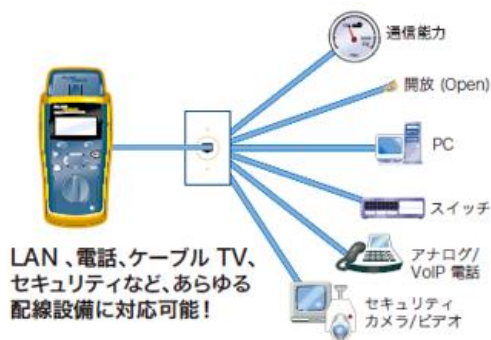 通信能力
開放 (Open)
PC
スイッチ
アナログ/
VoIP 電話
セキュリティ
カメラ/ビデオ
LAN 、電話、ケーブル TV、
セキュリティなど、あらゆる
配線設備に対応可能！